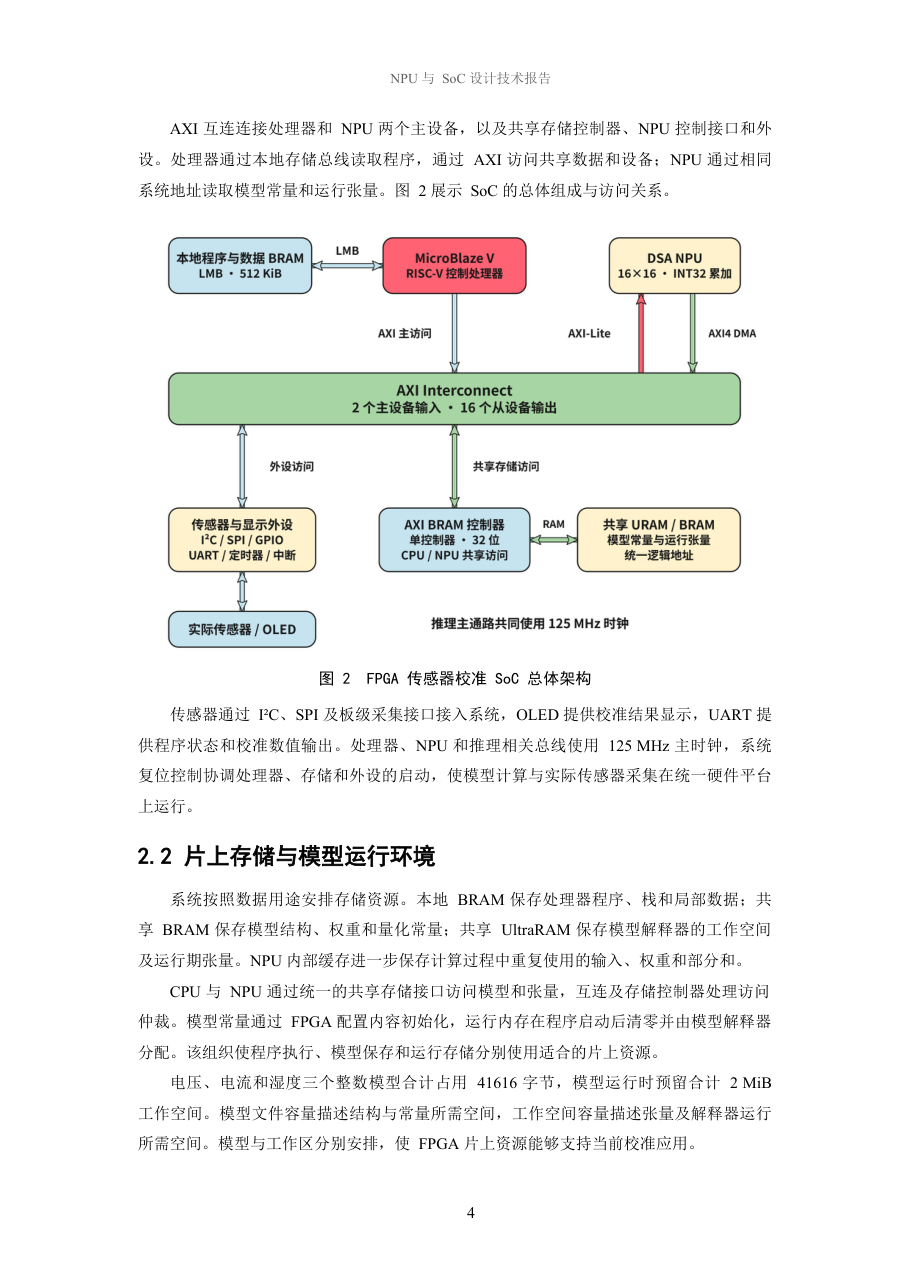 NPU 与 SoC 设计技术报告
AXI 互连连接处理器和 NPU 两个主设备，以及共享存储控制器、NPU 控制接口和外
设。处理器通过本地存储总线读取程序，通过 AXI 访问共享数据和设备；NPU 通过相同
系统地址读取模型常量和运行张量。图 2 展示 SoC 的总体组成与访问关系。
本地程序与数据 BRAM
LMB · 512 KiB
LMB
MicroBlaze V
RISC-V 控制处理器
DSA NPU
16×16 · INT32 累加
AXI 主访问
AXI-Lite
AXI4 DMA
AXI Interconnect
2 个主设备输入 · 16 个从设备输出
外设访问
共享存储访问
传感器与显示外设
I²C / SPI / GPIO
UART / 定时器 / 中断
AXI BRAM 控制器
单控制器 · 32 位
CPU / NPU 共享访问
RAM
共享 URAM / BRAM
模型常量与运行张量
统一逻辑地址
实际传感器 / OLED
推理主通路共同使用 125 MHz 时钟
图 2 FPGA 传感器校准 SoC 总体架构
传感器通过 I²C、SPI 及板级采集接口接入系统，OLED 提供校准结果显示，UART 提
供程序状态和校准数值输出。处理器、NPU 和推理相关总线使用 125 MHz 主时钟，系统
复位控制协调处理器、存储和外设的启动，使模型计算与实际传感器采集在统一硬件平台
上运行。
2.2 片上存储与模型运行环境
系统按照数据用途安排存储资源。本地 BRAM 保存处理器程序、栈和局部数据；共
享 BRAM 保存模型结构、权重和量化常量；共享 UltraRAM 保存模型解释器的工作空间
及运行期张量。NPU 内部缓存进一步保存计算过程中重复使用的输入、权重和部分和。
CPU 与 NPU 通过统一的共享存储接口访问模型和张量，互连及存储控制器处理访问
仲裁。模型常量通过 FPGA 配置内容初始化，运行内存在程序启动后清零并由模型解释器
分配。该组织使程序执行、模型保存和运行存储分别使用适合的片上资源。
电压、电流和湿度三个整数模型合计占用 41616 字节，模型运行时预留合计 2 MiB
工作空间。模型文件容量描述结构与常量所需空间，工作空间容量描述张量及解释器运行
所需空间。模型与工作区分别安排，使 FPGA 片上资源能够支持当前校准应用。
4